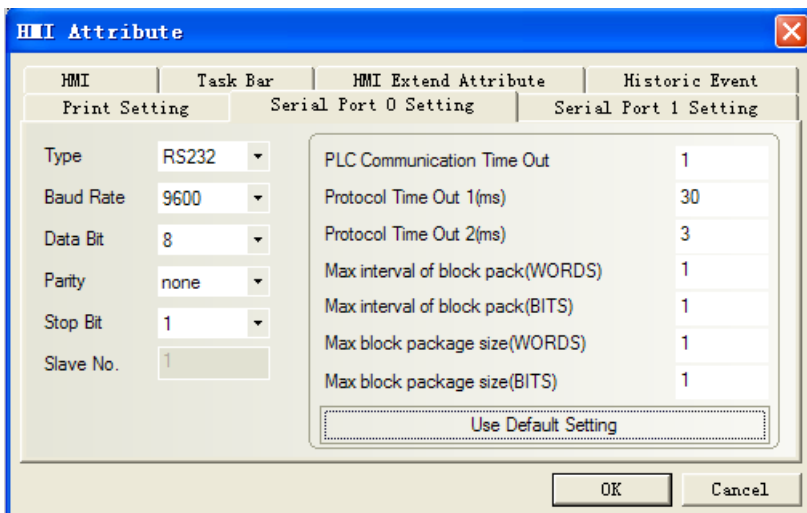 HMI Attribute
HMI
Task Bar
HMI Extend Attribute
Historic Event
Print Setting
Serial Port 0 Setting
Serial Port 1 Setting
Type
RS232
Baud Rate
9600
Data Bit
8
Parity
none
Stop Bit
1
Slave No.
1
PLC Communication Time Out
1
Protocol Time Out 1(ms)
30
Protocol Time Out 2(ms)
3
Max interval of block pack(WORDS)
1
Max interval of block pack(BITS)
1
Max block package size(WORDS)
1
Max block package size(BITS)
1
Use Default Setting
OK
Cancel